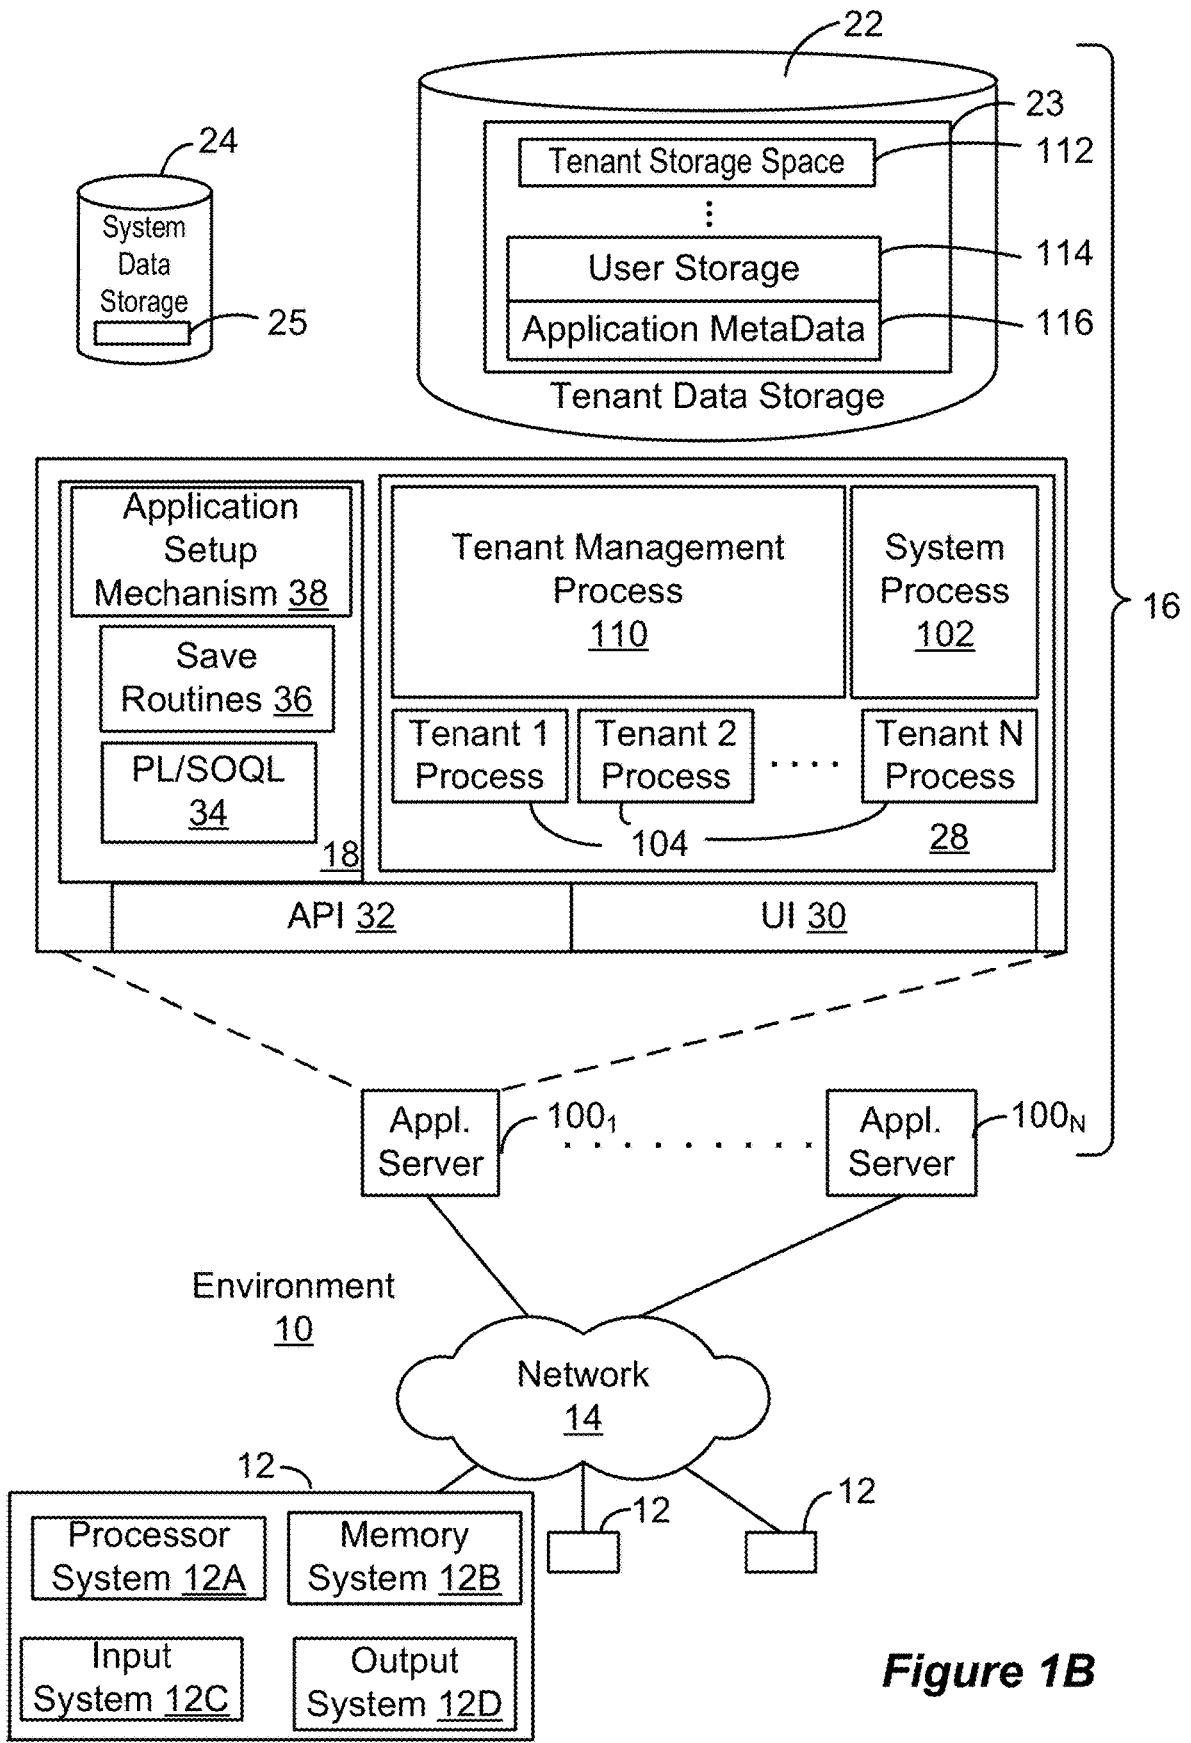 22
23
24
Tenant Storage Space
112
System
Data
Storage
25
User Storage
114
Application MetaData
116
Tenant Data Storage
16
Application
Setup
Mechanism 38
Save
Routines 36
PL/SOQL
34
18
Tenant Management
Process
110
System
Process
102
Tenant 1
Process
Tenant 2
Process
. . . .
Tenant N
Process
104
28
API 32
UI 30
Appl.
Server
100₁
. . . . . . . . . .
Appl.
Server
100N
Environment
10
Network
14
12
12
12
Processor
System 12A
Memory
System 12B
Input
System 12C
Output
System 12D
Figure 1B